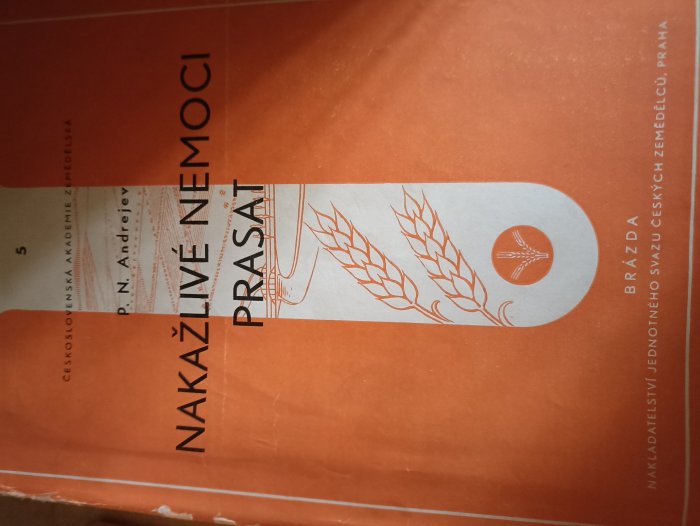 5
ČESKOSLOVENSKÁ AKADEMIE ZEMĚDĚLSKÁ
P. N. Andrejev
NAKAŽLIVÉ NEMOCI
PRASAT
BRÁZDA
NAKLADATELSTVÍ JEDNOTNÉHO SVAZU ČESKÝCH ZEMĚDĚLCŮ, PRAHA